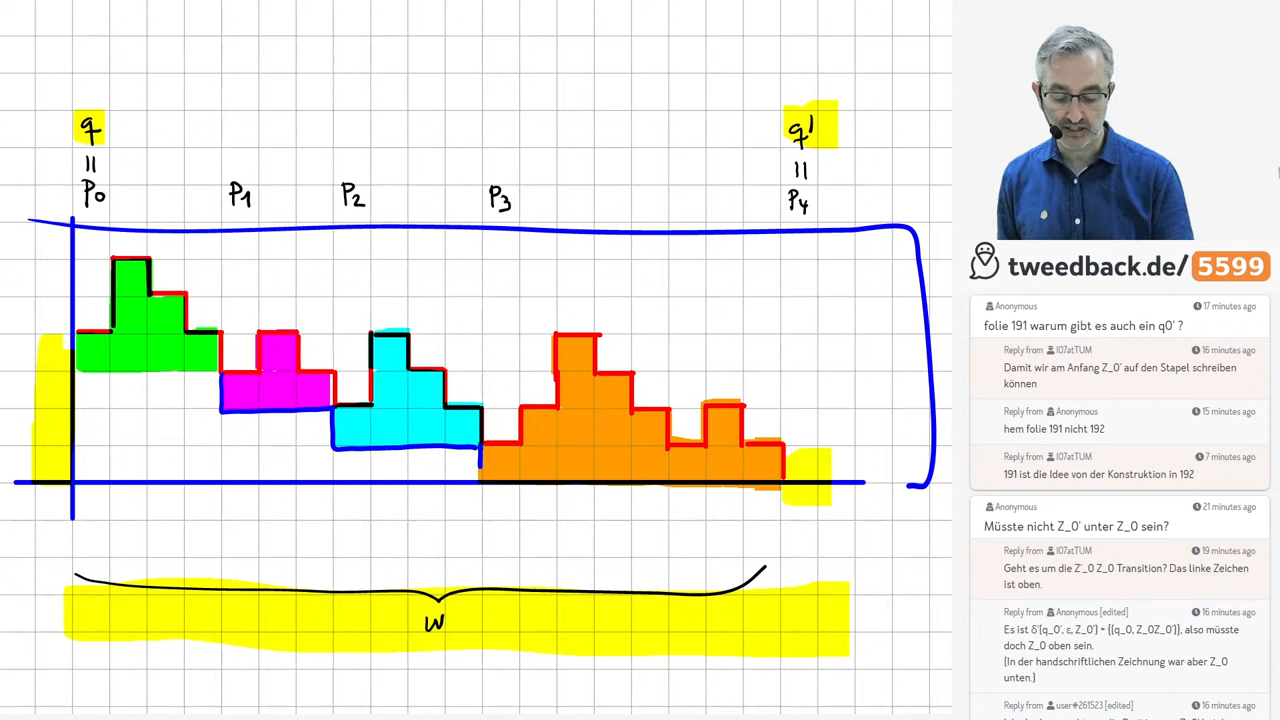 q
q'
=
=
P0
P1
P2
P3
P4
w
tweedback.de/ 5599
Anonymous 17 minutes ago
folie 191 warum gibt es auch ein q0' ?
Reply from I07atTUM 16 minutes ago
Damit wir am Anfang Z_0' auf den Stapel schreiben
können
Reply from Anonymous 15 minutes ago
hem folie 191 nicht 192
Reply from I07atTUM 7 minutes ago
191 ist die Idee von der Konstruktion in 192
Anonymous 21 minutes ago
Müsste nicht Z_0' unter Z_0 sein?
Reply from I07atTUM 19 minutes ago
Geht es um die Z'_0 Z_0 Transition? Das linke Zeichen
ist oben.
Reply from Anonymous [edited] 16 minutes ago
Es ist δ'(q_0', ε, Z_0') = {(q_0, Z_0Z_0')}, also müsste
doch Z_0 oben sein.
(In der handschriftlichen Zeichnung war aber Z_0
unten.)
Reply from user#261523 [edited] 16 minutes ago